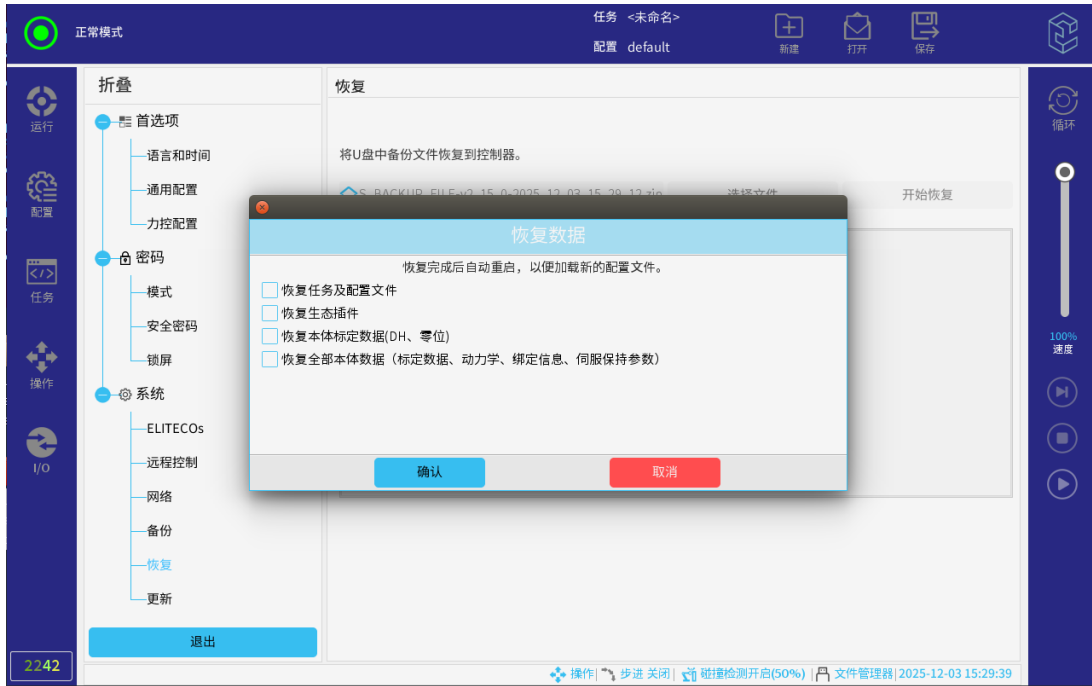 正常模式
任务 <未命名>
配置 default
新建
打开
保存
运行
配置
任务
操作
I/O
2242
折叠
首选项
语言和时间
通用配置
力控配置
密码
模式
安全密码
锁屏
系统
ELITECOs
远程控制
网络
备份
恢复
更新
退出
恢复
将U盘中备份文件恢复到控制器。
S_BACKUP_FILE-v2_15_0-2025_12_03_15_29_12.zip
选择文件
开始恢复
恢复数据
恢复完成后自动重启，以便加载新的配置文件。
恢复任务及配置文件
恢复生态插件
恢复本体标定数据(DH、零位)
恢复全部本体数据（标定数据、动力学、绑定信息、伺服保持参数）
确认
取消
循环
100%
速度
操作| 步进 关闭| 碰撞检测开启(50%) | 文件管理器| 2025-12-03 15:29:39